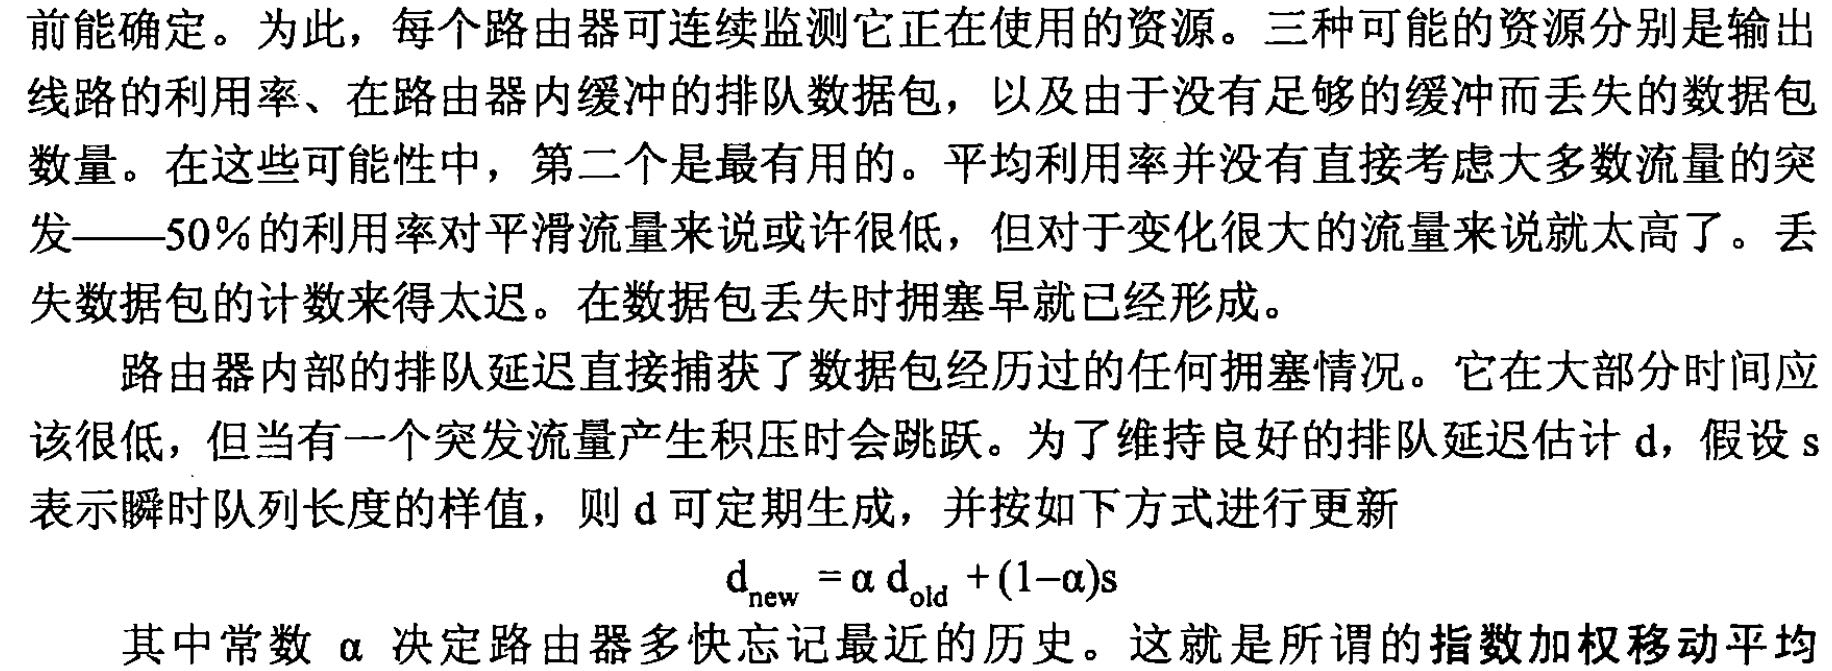 前能确定。为此，每个路由器可连续监测它正在使用的资源。三种可能的资源分别是输出
线路的利用率、在路由器内缓冲的排队数据包，以及由于没有足够的缓冲而丢失的数据包
数量。在这些可能性中，第二个是最有用的。平均利用率并没有直接考虑大多数流量的突
发——50%的利用率对平滑流量来说或许很低，但对于变化很大的流量来说就太高了。丢
失数据包的计数来得太迟。在数据包丢失时拥塞早就已经形成。
路由器内部的排队延迟直接捕获了数据包经历过的任何拥塞情况。它在大部分时间应
该很低，但当有一个突发流量产生积压时会跳跃。为了维持良好的排队延迟估计 d，假设 s
表示瞬时队列长度的样值，则 d 可定期生成，并按如下方式进行更新
d_new = α d_old + (1–α)s
其中常数 α 决定路由器多快忘记最近的历史。这就是所谓的指数加权移动平均